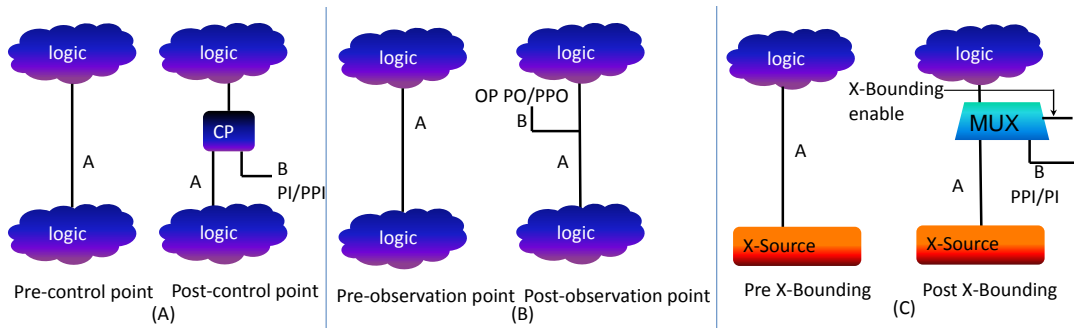 logic
logic
A
logic
CP
A
B
PI/PPI
logic
Pre-control point
Post-control point
(A)
logic
A
logic
logic
OP PO/PPO
B
A
logic
Pre-observation point
Post-observation point
(B)
logic
A
X-Source
Pre X-Bounding
logic
X-Bounding
enable
MUX
A
B
PPI/PI
X-Source
Post X-Bounding
(C)